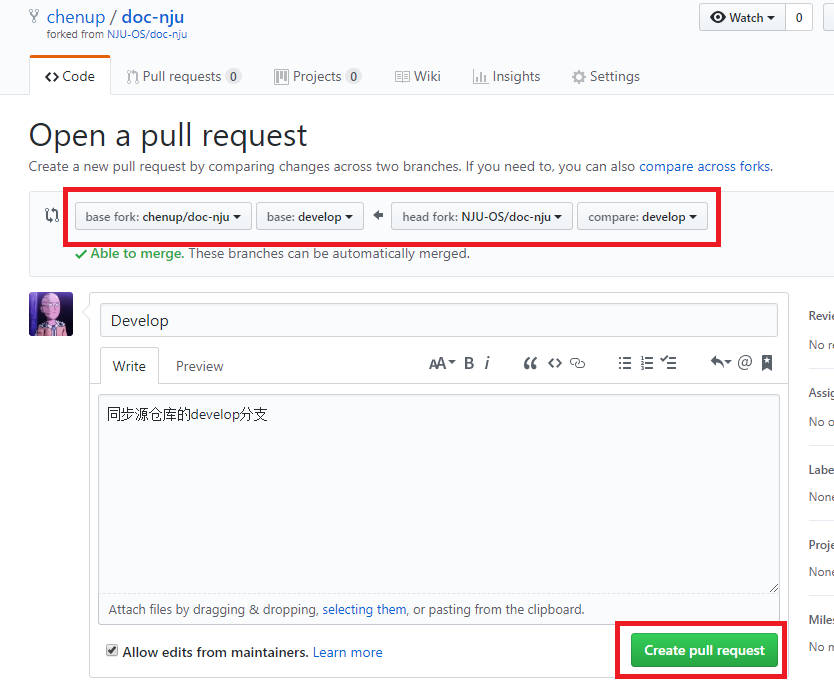 chenup / doc-nju
forked from NJU-OS/doc-nju
Watch 0
Code Pull requests 0 Projects 0 Wiki Insights Settings
Open a pull request
Create a new pull request by comparing changes across two branches. If you need to, you can also compare across forks.
base fork: chenup/doc-nju base: develop head fork: NJU-OS/doc-nju compare: develop
Able to merge. These branches can be automatically merged.
Develop
Write Preview
AA B i @
同步源仓库的develop分支
Attach files by dragging & dropping, selecting them, or pasting from the clipboard.
Allow edits from maintainers. Learn more
Create pull request
Revie
No re
Assig
No o
Labe
None
Proje
None
Miles
No m